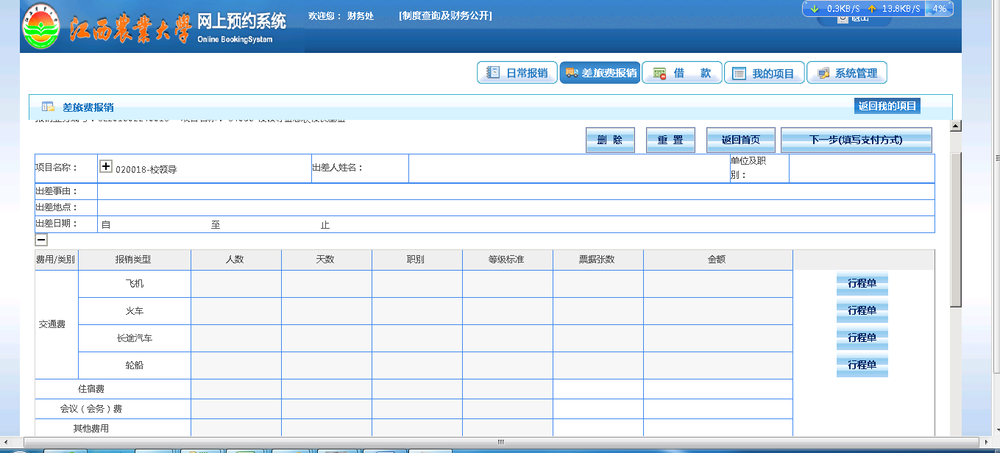 江西农业大学 网上预约系统
Online BookingSystem
欢迎您： 财务处 [制度查询及财务公开]
0.3KB/S 13.8KB/S 4%
退出
日常报销 差旅费报销 借 款 我的项目 系统管理
差旅费报销 返回我的项目
删 除 重 置 返回首页 下一步(填写支付方式)
项目名称： 020018-校领导 出差人姓名： 单位及职别：
出差事由：
出差地点：
出差日期： 自 至 止
费用/类别 报销类型 人数 天数 职别 等级标准 票据张数 金额
交通费
飞机 行程单
火车 行程单
长途汽车 行程单
轮船 行程单
住宿费
会议（会务）费
其他费用